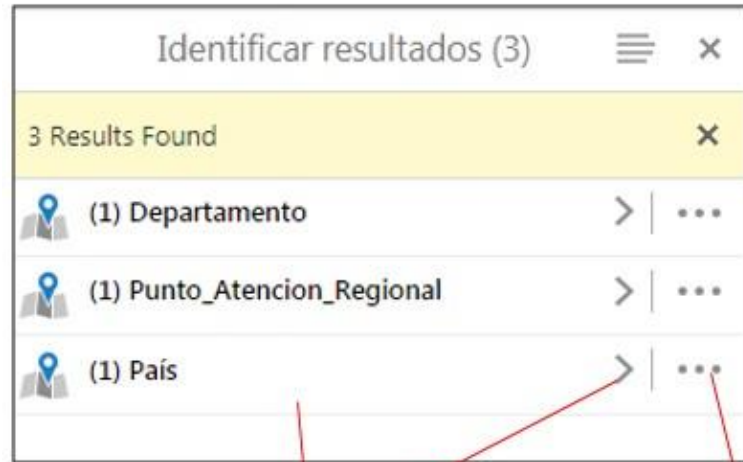 Identificar resultados (3)
3 Results Found
(1) Departamento
(1) Punto_Atencion_Regional
(1) País